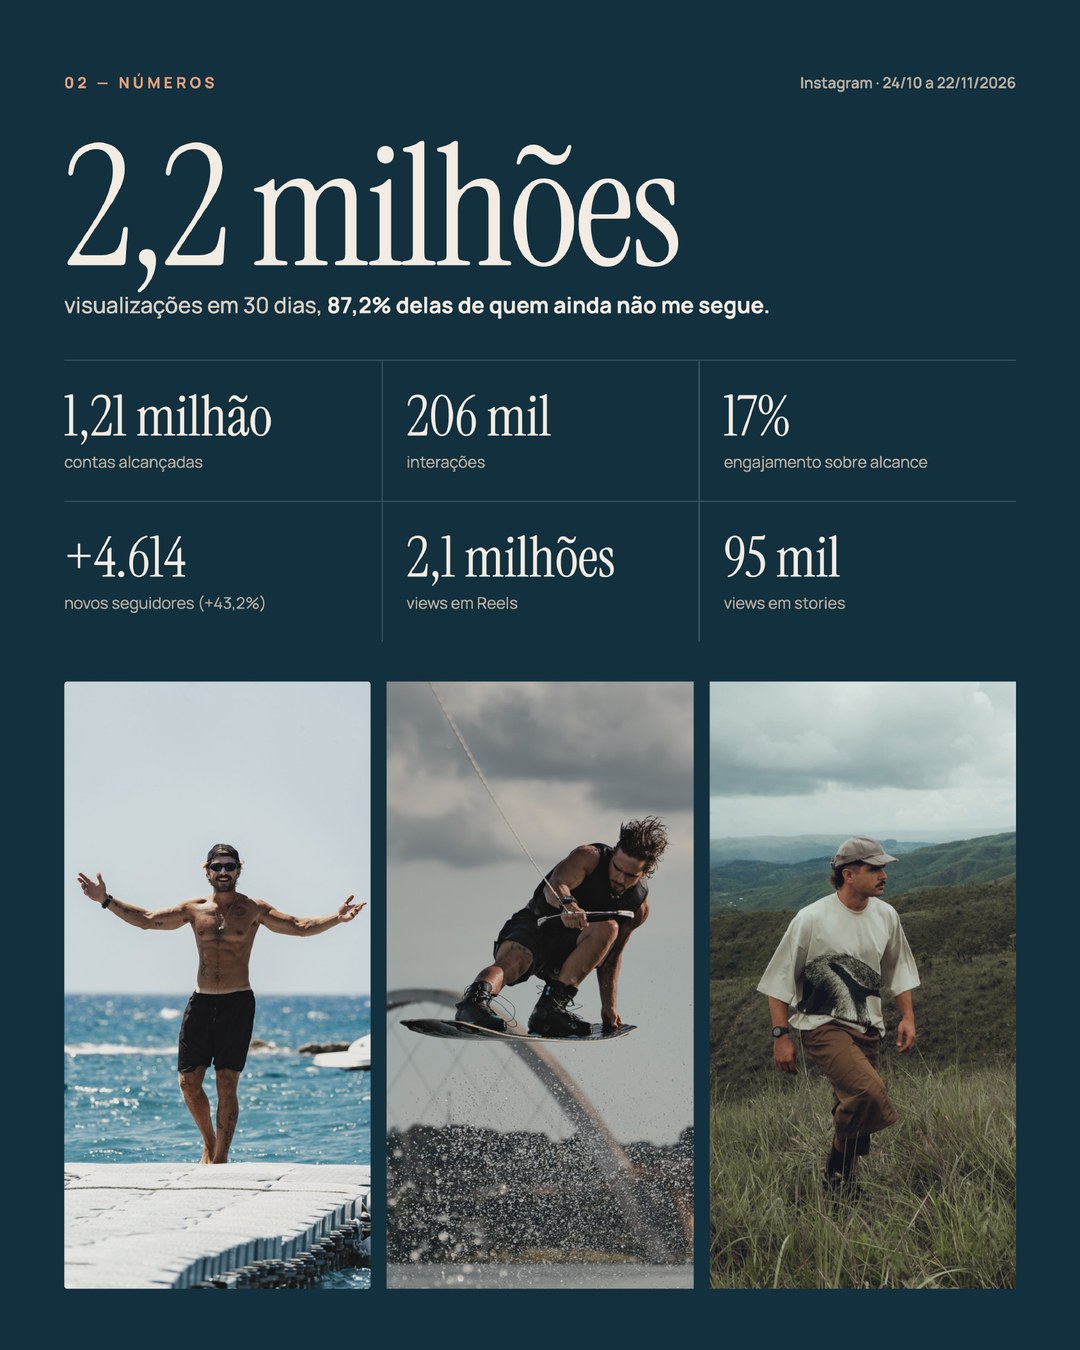 02 — NÚMEROS
Instagram · 24/10 a 22/11/2026
2,2 milhões
visualizações em 30 dias, 87,2% delas de quem ainda não me segue.
1,21 milhão
contas alcançadas
206 mil
interações
17%
engajamento sobre alcance
+4.614
novos seguidores (+43,2%)
2,1 milhões
views em Reels
95 mil
views em stories